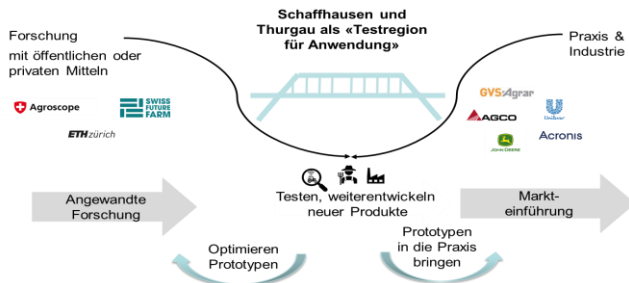 Schaffhausen und
Thurgau als «Testregion
für Anwendung»
Forschung
mit öffentlichen oder
privaten Mitteln
Praxis &
Industrie
Agroscope
SWISS
FUTURE
FARM
ETH zürich
GVS:Agrar
AGCO
Unilever
JOHN DEERE
Acronis
Testen, weiterentwickeln
neuer Produkte
Angewandte
Forschung
Markt-
einführung
Optimieren
Prototypen
Prototypen
in die Praxis
bringen